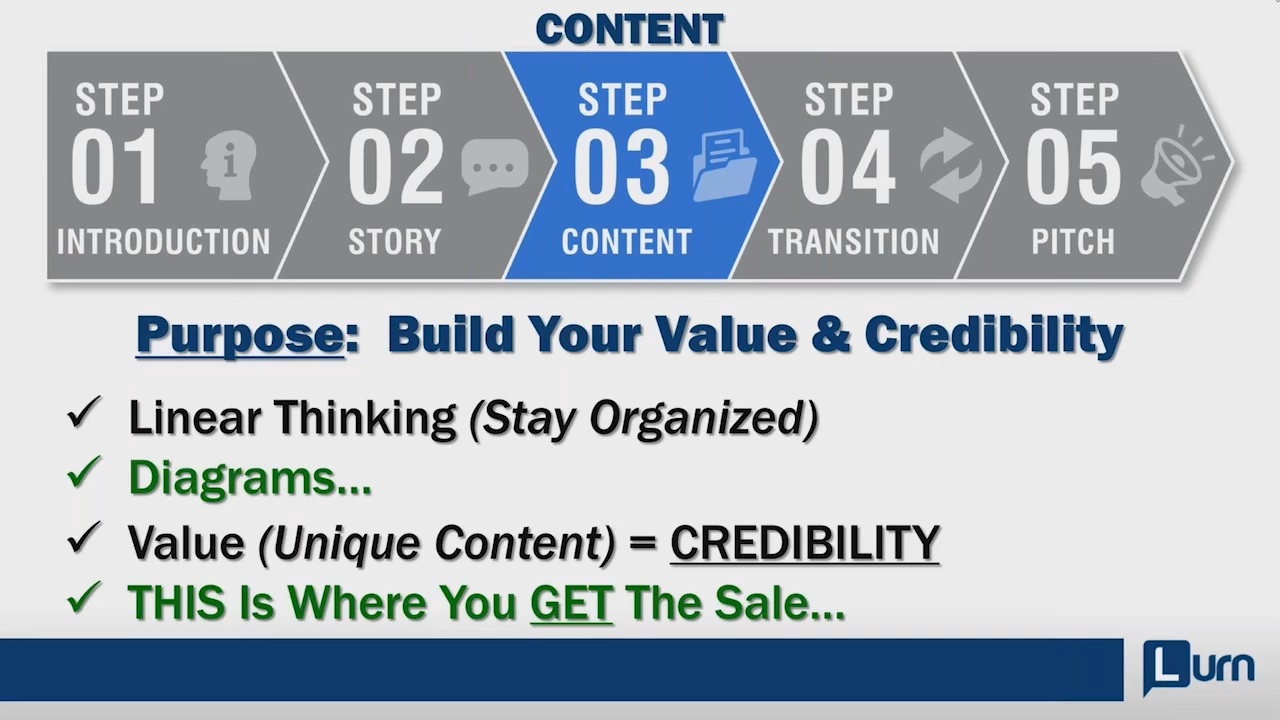 CONTENT
STEP
01
INTRODUCTION
STEP
02
STORY
STEP
03
CONTENT
STEP
04
TRANSITION
STEP
05
PITCH
Purpose: Build Your Value & Credibility
✓ Linear Thinking (Stay Organized)
✓ Diagrams...
✓ Value (Unique Content) = CREDIBILITY
✓ THIS Is Where You GET The Sale...
Lurn